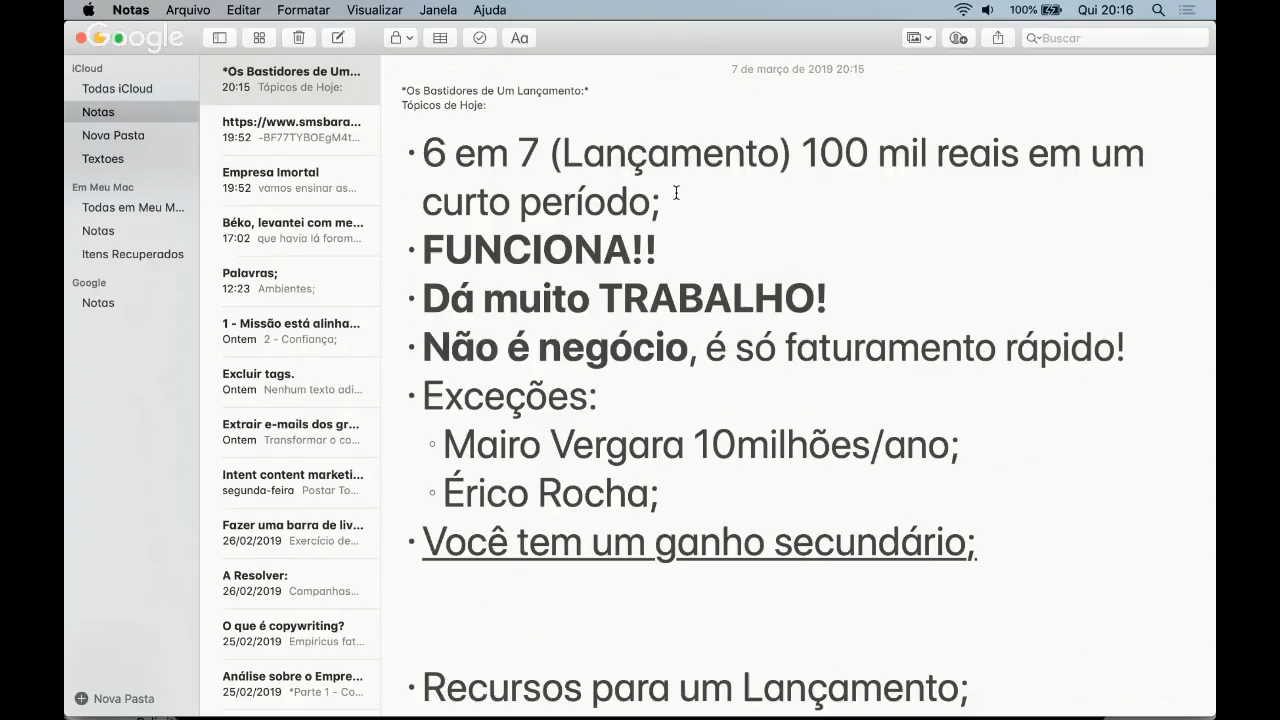 Notas Arquivo Editar Formatar Visualizar Janela Ajuda 100% Qui 20:16
Google
Aa
Buscar
iCloud
Todas iCloud
Notas
Nova Pasta
Textoes
Em Meu Mac
Todas em Meu M...
Notas
Itens Recuperados
Google
Notas
Nova Pasta
*Os Bastidores de Um...
20:15 Tópicos de Hoje:
https://www.smsbara...
19:52 -BF77TYBOEgM4t...
Empresa Imortal
19:52 vamos ensinar as...
Béko, levantei com me...
17:02 que havia lá foram...
Palavras;
12:23 Ambientes;
1 - Missão está alinha...
Ontem 2 - Confiança;
Excluir tags.
Ontem Nenhum texto adi...
Extrair e-mails dos gr...
Ontem Transformar o co...
Intent content marketi...
segunda-feira Postar To...
Fazer uma barra de liv...
26/02/2019 Exercício de...
A Resolver:
26/02/2019 Campanhas...
O que é copywriting?
25/02/2019 Empiricus fat...
Análise sobre o Empre...
25/02/2019 *Parte 1 - Co...
7 de março de 2019 20:15
*Os Bastidores de Um Lançamento:*
Tópicos de Hoje:
· 6 em 7 (Lançamento) 100 mil reais em um
curto período;
· FUNCIONA!!
· Dá muito TRABALHO!
· Não é negócio, é só faturamento rápido!
· Exceções:
◦ Mairo Vergara 10milhões/ano;
◦ Érico Rocha;
· Você tem um ganho secundário;
· Recursos para um Lançamento;